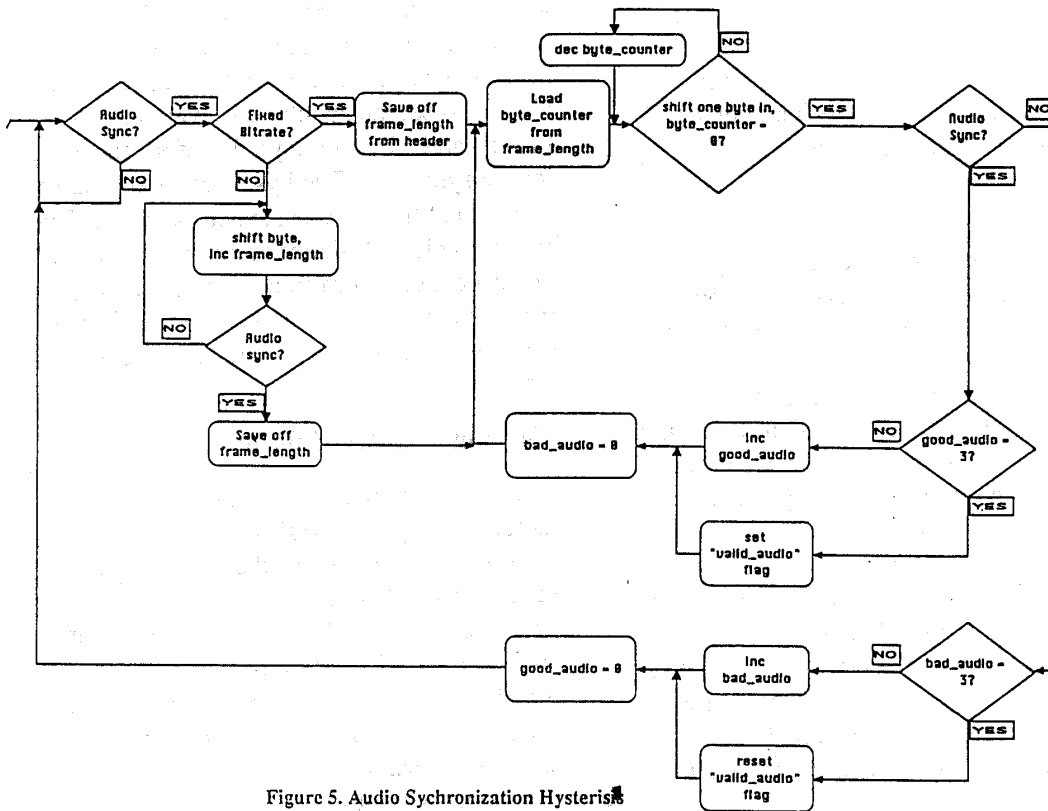 NO
dec byte_counter
Audio
Sync?
YES
Fixed
Bitrate?
YES
Save off
frame_length
from header
Load
byte_counter
from
frame_length
shift one byte in,
byte_counter =
0?
YES
Audio
Sync?
NO
NO
NO
YES
shift byte,
inc frame_length
NO
Audio
sync?
YES
Save off
frame_length
bad_audio = 0
inc
good_audio
NO
good_audio =
3?
YES
set
"valid_audio"
flag
good_audio = 0
inc
bad_audio
NO
bad_audio =
3?
YES
reset
"valid_audio"
flag
Figure 5. Audio Sychronization Hysterisis